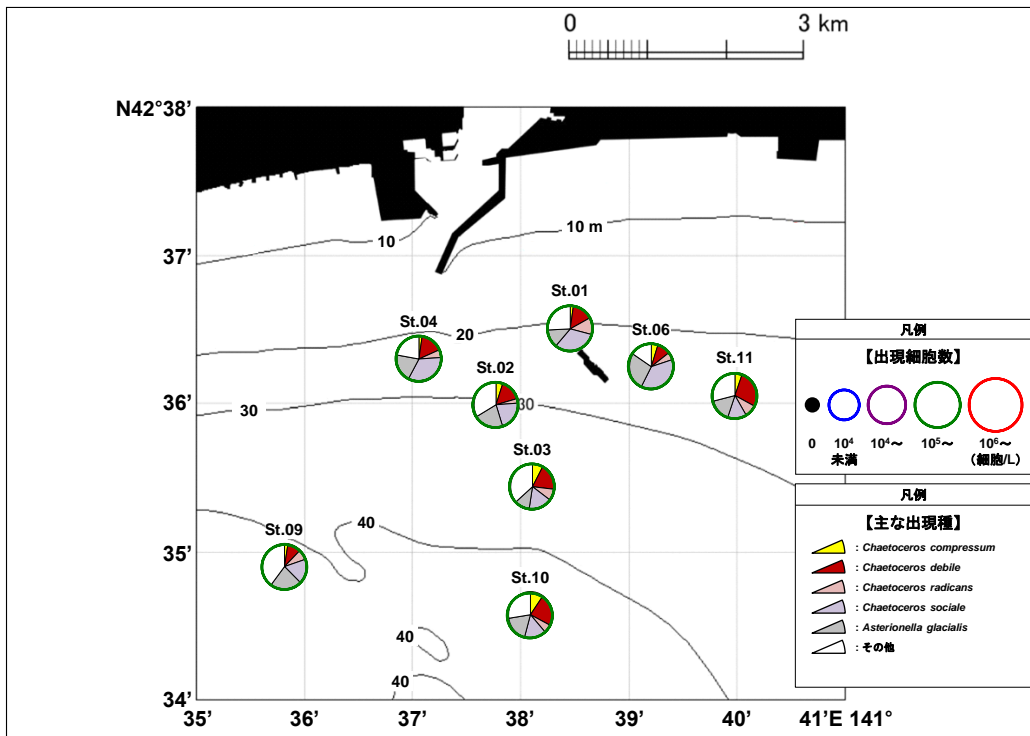 0 3 km
N42°38’
10
10 m
37’
St.01
St.04
20
St.06
St.02
St.11
36’
30
30
St.03
St.09
40
35’
St.10
40
40
34’
35’ 36’ 37’ 38’ 39’ 40’ 41’E 141°
凡例
【出現細胞数】
0 10⁴ 10⁴～ 10⁵～ 10⁶～
未満 (細胞/L)
凡例
【主な出現種】
: Chaetoceros compressum
: Chaetoceros debile
: Chaetoceros radicans
: Chaetoceros sociale
: Asterionella glacialis
: その他